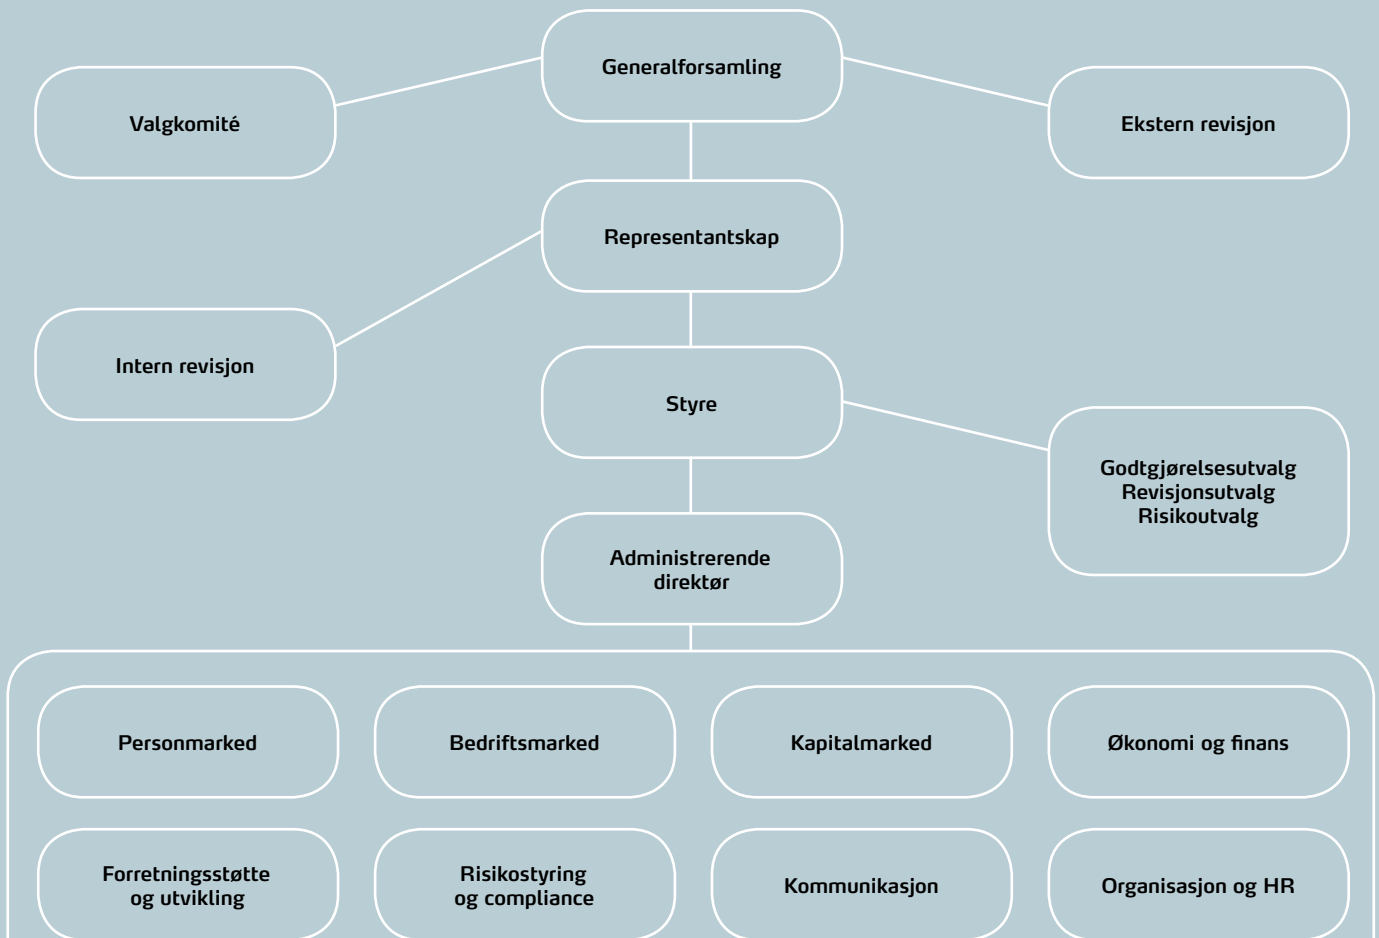 Generalforsamling
Valgkomité
Ekstern revisjon
Representantskap
Intern revisjon
Styre
Godtgjørelsesutvalg
Revisjonsutvalg
Risikoutvalg
Administrerende
direktør
Personmarked
Bedriftsmarked
Kapitalmarked
Økonomi og finans
Forretningsstøtte
og utvikling
Risikostyring
og compliance
Kommunikasjon
Organisasjon og HR